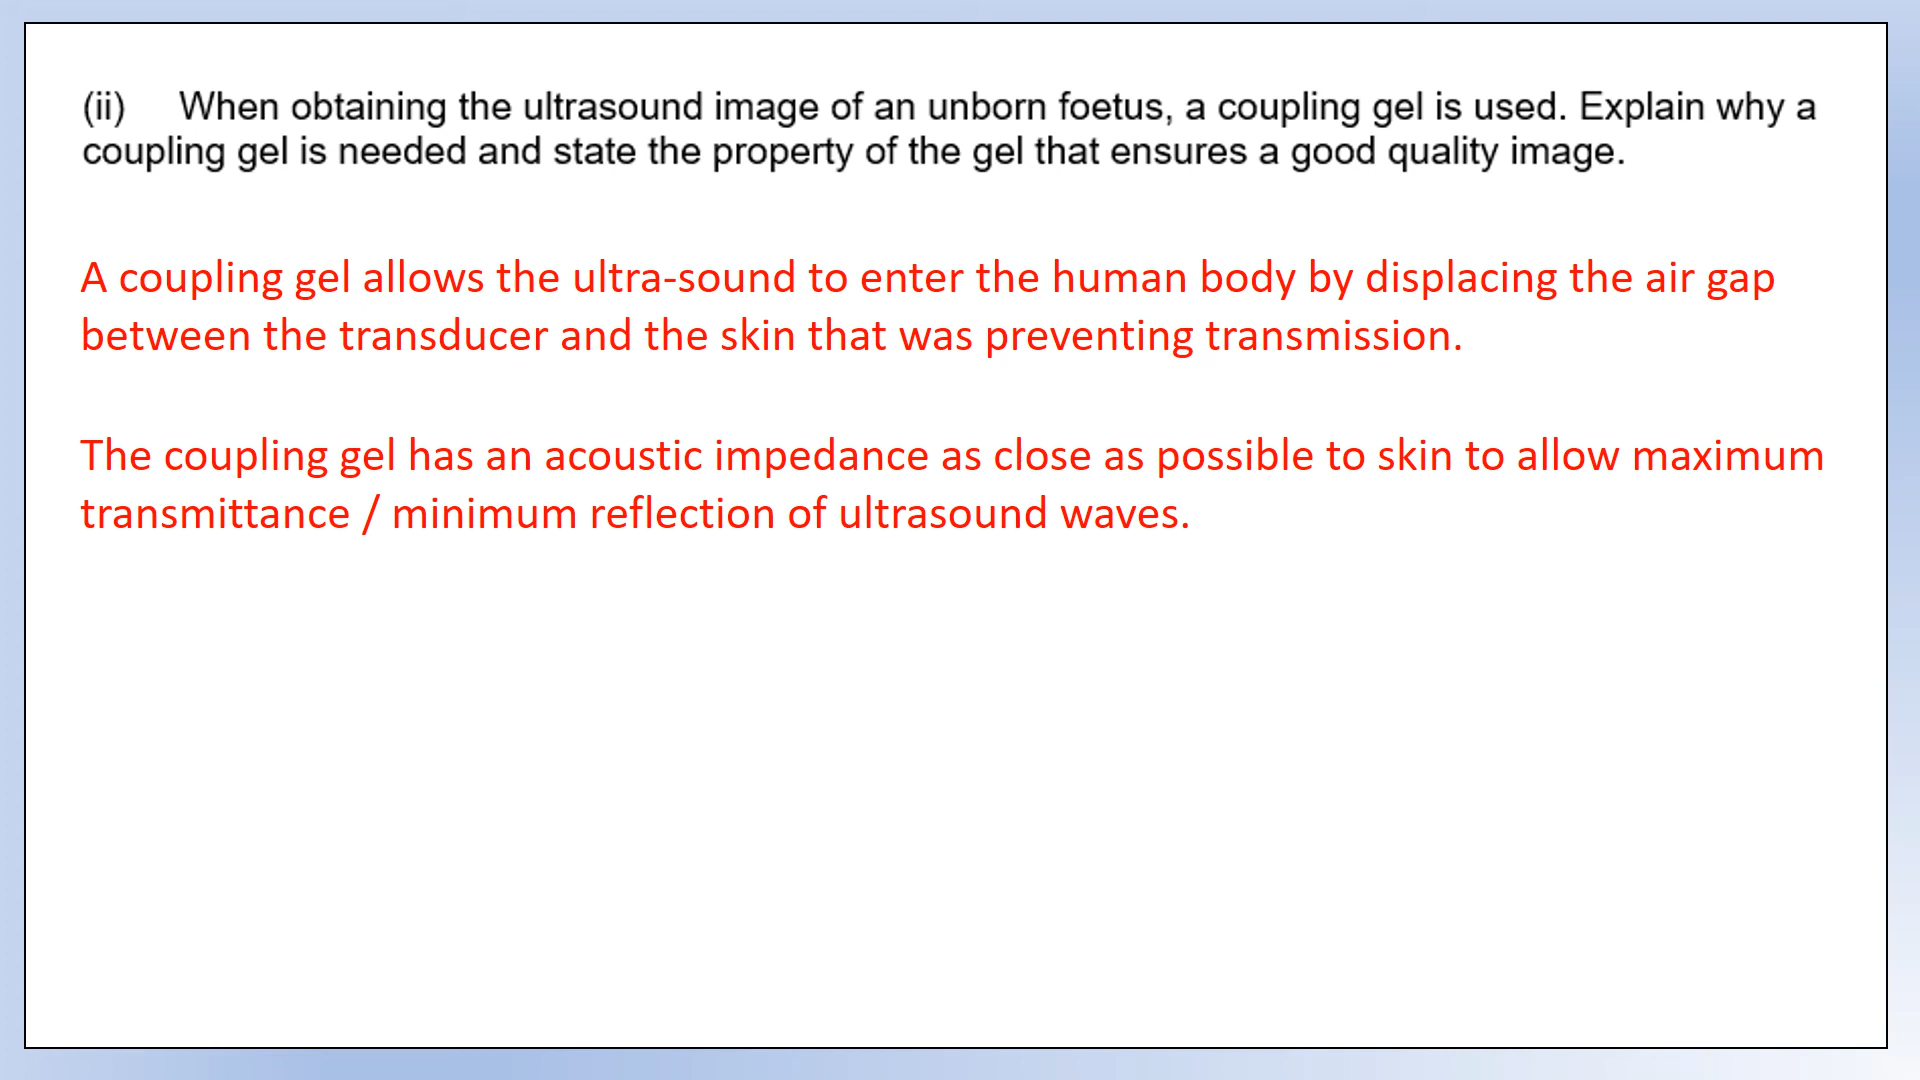 (ii) When obtaining the ultrasound image of an unborn foetus, a coupling gel is used. Explain why a
coupling gel is needed and state the property of the gel that ensures a good quality image.
A coupling gel allows the ultra-sound to enter the human body by displacing the air gap
between the transducer and the skin that was preventing transmission.
The coupling gel has an acoustic impedance as close as possible to skin to allow maximum
transmittance / minimum reflection of ultrasound waves.